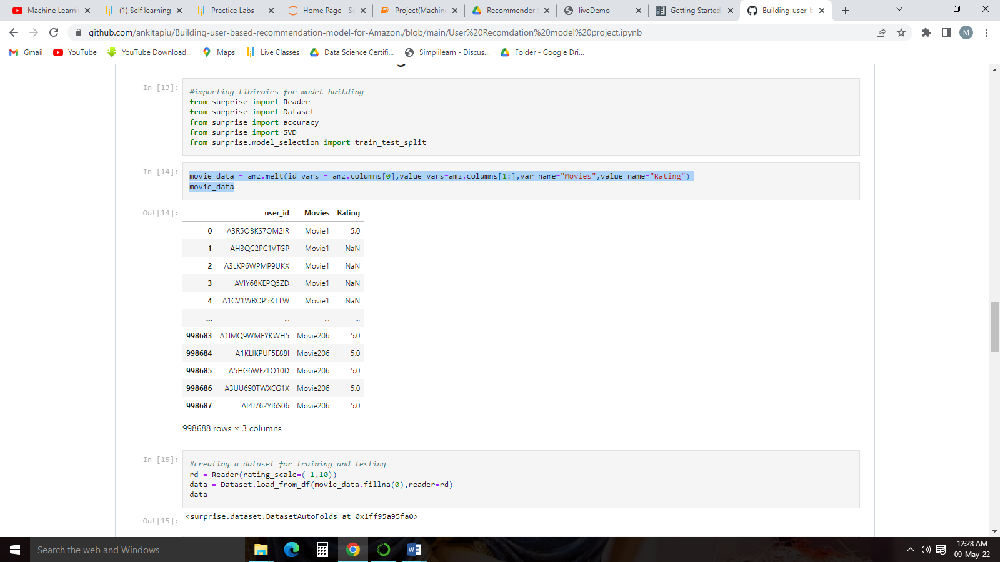 Machine Learni
(1) Self learning
Practice Labs
Home Page - Se
Project(Machine
Recommender
liveDemo
Getting Started
Building-user-b
github.com/ankitapiu/Building-user-based-recommendation-model-for-Amazon./blob/main/User%20Recomdation%20model%20project.ipynb
M
Gmail
YouTube
YouTube Download...
Maps
Live Classes
Data Science Certifi...
Simplilearn - Discus...
Folder - Google Dri...
In [13]:
#importing libiraies for model building
from surprise import Reader
from surprise import Dataset
from surprise import accuracy
from surprise import SVD
from surprise.model_selection import train_test_split
In [14]:
movie_data = amz.melt(id_vars = amz.columns[0],value_vars=amz.columns[1:],var_name="Movies",value_name="Rating")
movie_data
Out[14]:
user_id Movies Rating
0 A3R5OBKS7OM2IR Movie1 5.0
1 AH3QC2PC1VTGP Movie1 NaN
2 A3LKP6WPMP9UKX Movie1 NaN
3 AVIY68KEPQ5ZD Movie1 NaN
4 A1CV1WROP5KTTW Movie1 NaN
... ... ... ...
998683 A1IMQ9WMFYKWH5 Movie206 5.0
998684 A1KLIKPUF5E88I Movie206 5.0
998685 A5HG6WFZLO10D Movie206 5.0
998686 A3UU690TWXCG1X Movie206 5.0
998687 AI4J762YI6S06 Movie206 5.0
998688 rows × 3 columns
In [15]:
#creating a dataset for training and testing
rd = Reader(rating_scale=(-1,10))
data = Dataset.load_from_df(movie_data.fillna(0),reader=rd)
data
Out[15]:
<surprise.dataset.DatasetAutoFolds at 0x1ff95a95fa0>
Search the web and Windows
12:28 AM
09-May-22